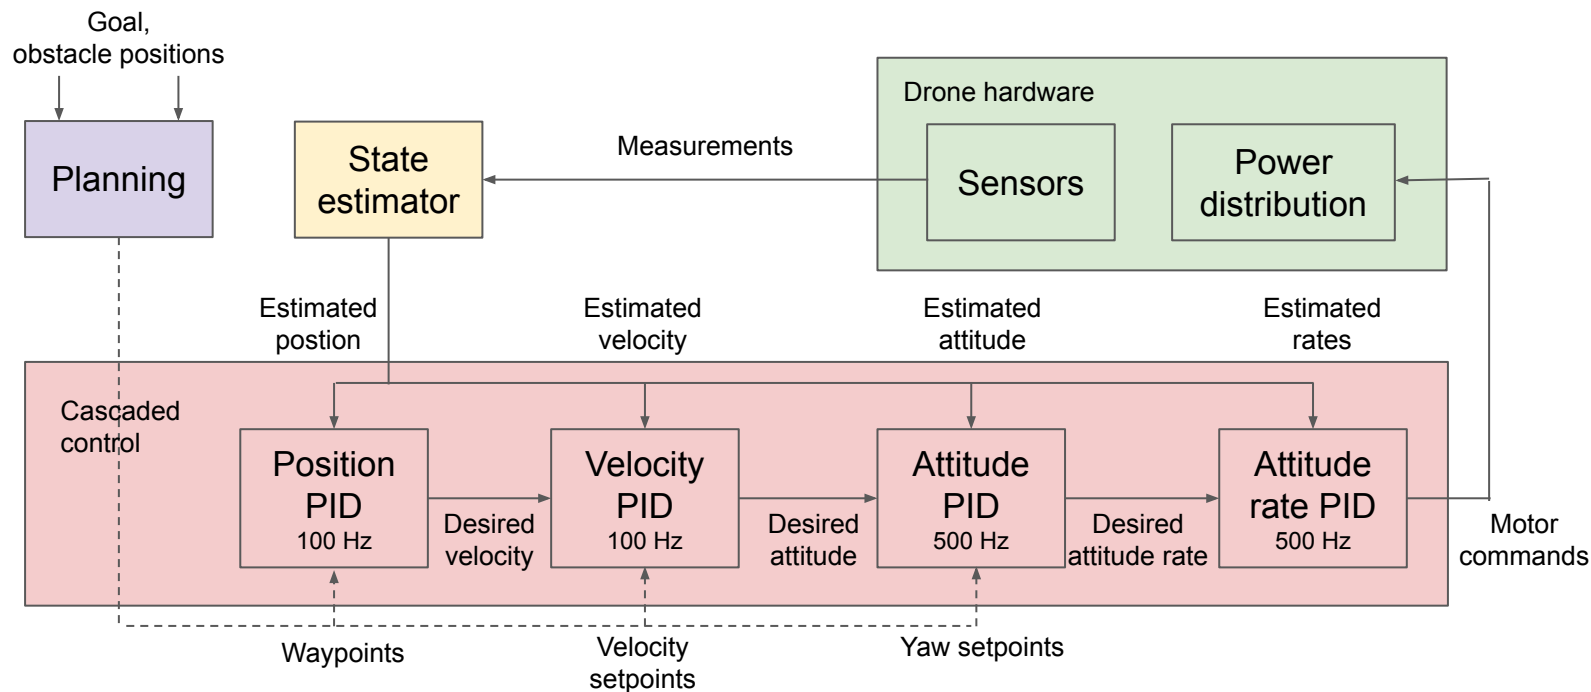 Goal,
obstacle positions
Drone hardware
Planning
State
estimator
Measurements
Sensors
Power
distribution
Estimated
postion
Estimated
velocity
Estimated
attitude
Estimated
rates
Cascaded
control
Position
PID
100 Hz
Desired
velocity
Velocity
PID
100 Hz
Desired
attitude
Attitude
PID
500 Hz
Desired
attitude rate
Attitude
rate PID
500 Hz
Motor
commands
Waypoints
Velocity
setpoints
Yaw setpoints